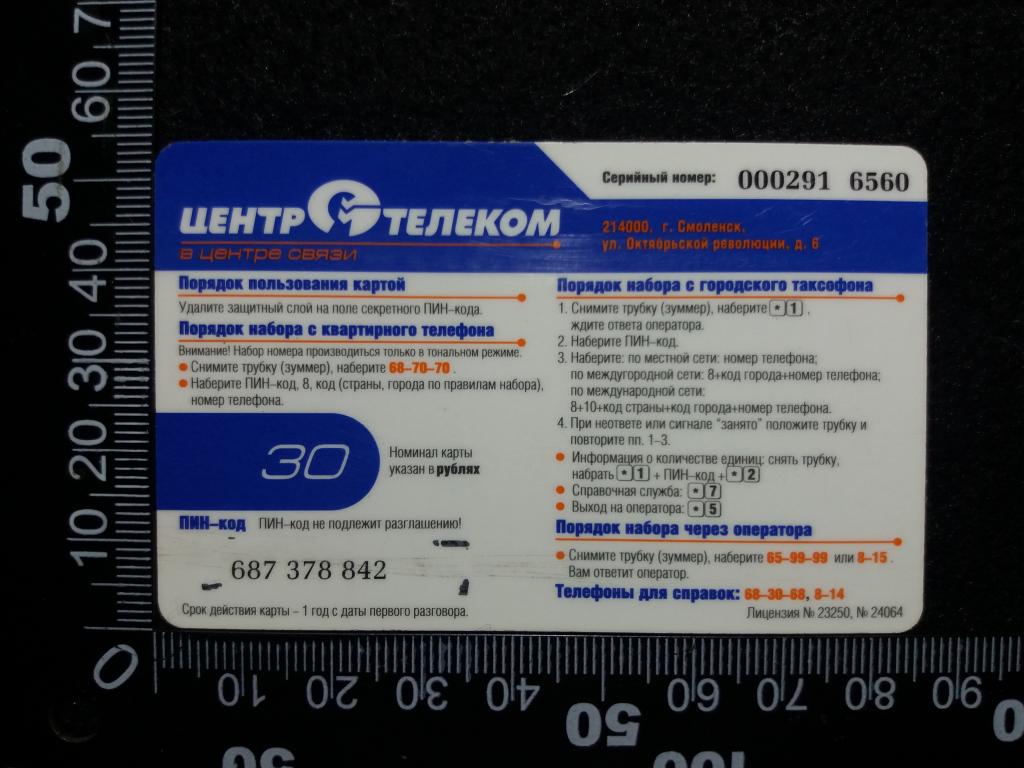 Серийный номер: 000291 6560
ЦЕНТР ТЕЛЕКОМ
в центре связи
214000, г. Смоленск,
ул. Октябрьской революции, д. 6
Порядок пользования картой
Удалите защитный слой на поле секретного ПИН-кода.
Порядок набора с квартирного телефона
Внимание! Набор номера производиться только в тональном режиме.
Снимите трубку (зуммер), наберите 68-70-70 .
Наберите ПИН-код, 8, код (страны, города по правилам набора),
номер телефона.
30
Номинал карты
указан в рублях
ПИН-код ПИН-код не подлежит разглашению!
687 378 842
Срок действия карты – 1 год с даты первого разговора.
Порядок набора с городского таксофона
1. Снимите трубку (зуммер), наберите * 1 ,
ждите ответа оператора.
2. Наберите ПИН-код.
3. Наберите: по местной сети: номер телефона;
по междугородной сети: 8+код города+номер телефона;
по международной сети:
8+10+код страны+код города+номер телефона.
4. При неответе или сигнале "занято" положите трубку и
повторите пп. 1-3.
Информация о количестве единиц: снять трубку,
набрать * 1 + ПИН-код + * 2
Справочная служба: * 7
Выход на оператора: * 5
Порядок набора через оператора
Снимите трубку (зуммер), наберите 65-99-99 или 8-15 .
Вам ответит оператор.
Телефоны для справок: 68-30-68, 8-14
Лицензия № 23250, № 24064
60 7
50
40
30
20
10
0
10 20 30 40 60 70 80 90
50